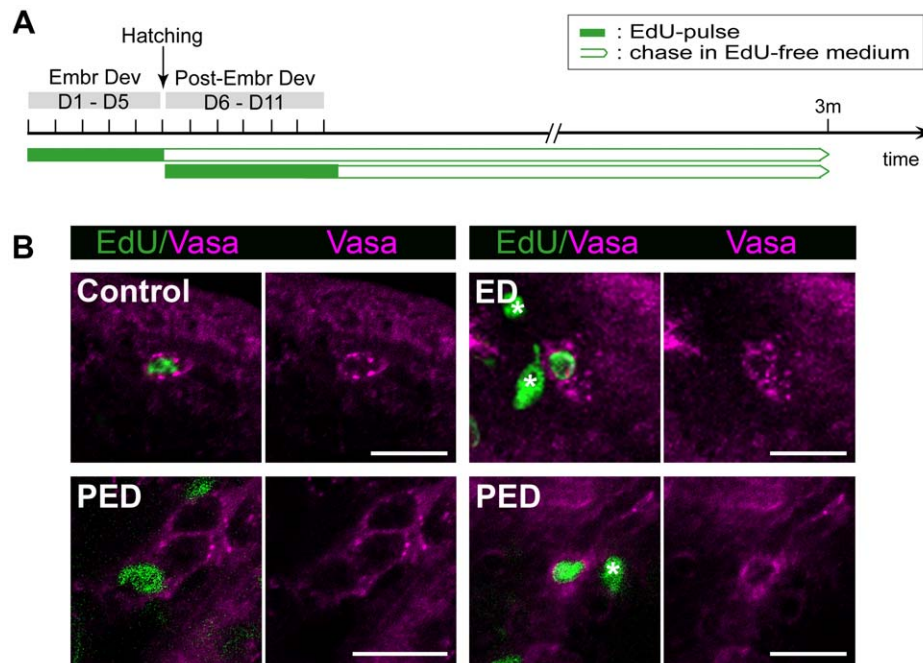 A
Hatching
: EdU-pulse
: chase in EdU-free medium
Embr Dev
Post-Embr Dev
D1 - D5
D6 - D11
3m
time
B
EdU/Vasa
Vasa
EdU/Vasa
Vasa
Control
ED
*
*
PED
PED
*